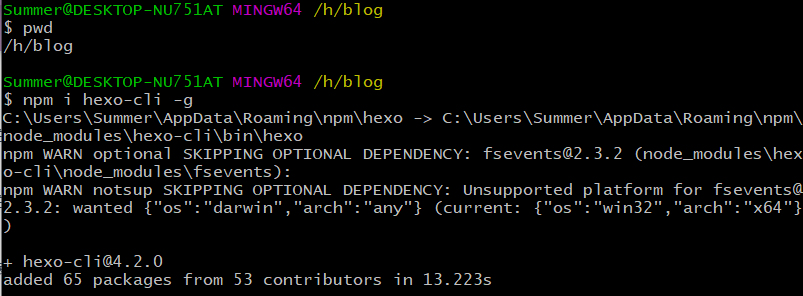 Summer@DESKTOP-NU751AT MINGW64 /h/blog
$ pwd
/h/blog
Summer@DESKTOP-NU751AT MINGW64 /h/blog
$ npm i hexo-cli -g
C:\Users\Summer\AppData\Roaming\npm\hexo -> C:\Users\Summer\AppData\Roaming\npm\
node_modules\hexo-cli\bin\hexo
npm WARN optional SKIPPING OPTIONAL DEPENDENCY: fsevents@2.3.2 (node_modules\hex
o-cli\node_modules\fsevents):
npm WARN notsup SKIPPING OPTIONAL DEPENDENCY: Unsupported platform for fsevents@
2.3.2: wanted {"os":"darwin","arch":"any"} (current: {"os":"win32","arch":"x64"}
)
+ hexo-cli@4.2.0
added 65 packages from 53 contributors in 13.223s